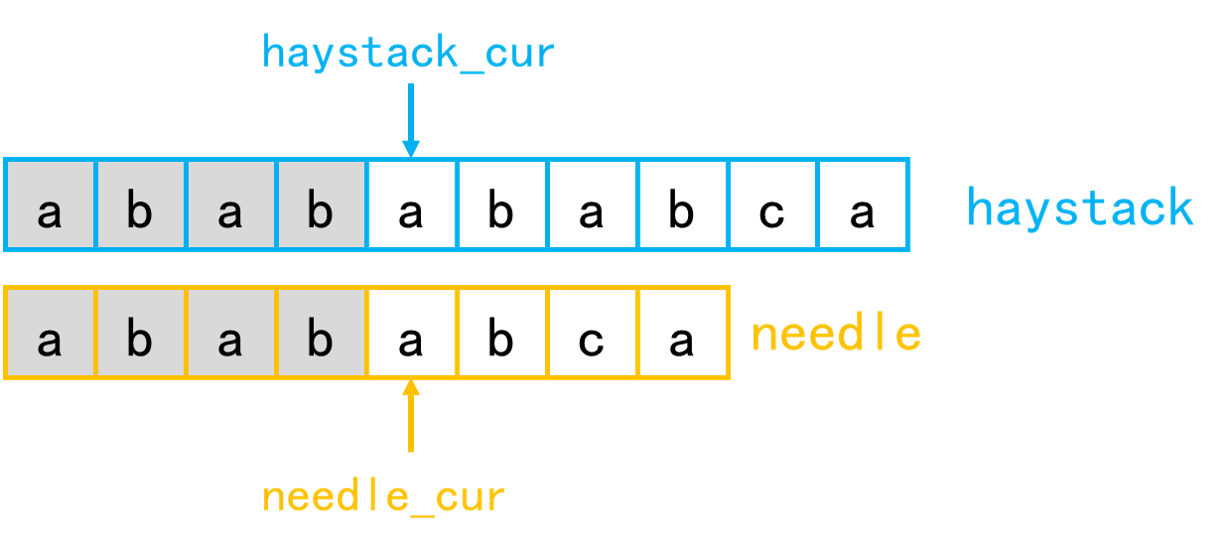 haystack_cur
a b a b a b a b c a haystack
a b a b a b c a needle
needle_cur